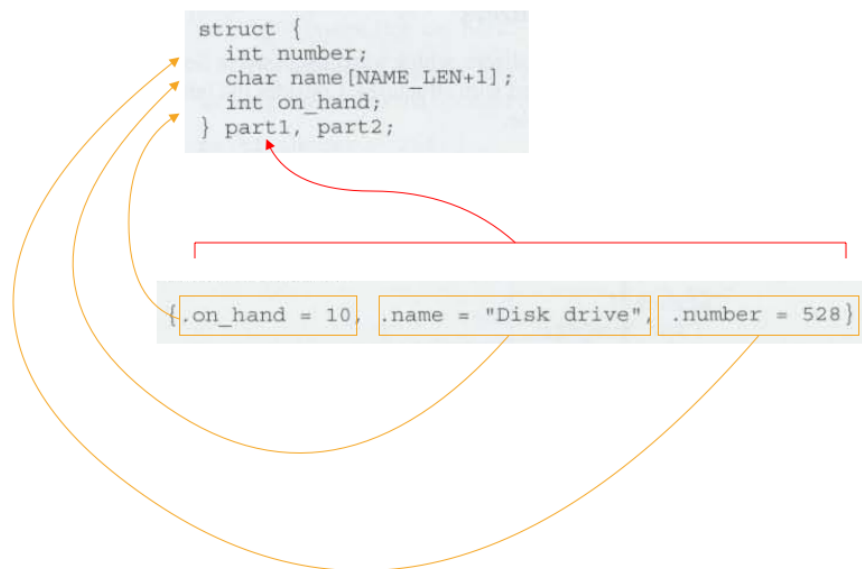 struct {
int number;
char name[NAME_LEN+1];
int on_hand;
} part1, part2;
{.on_hand = 10, .name = "Disk drive", .number = 528}